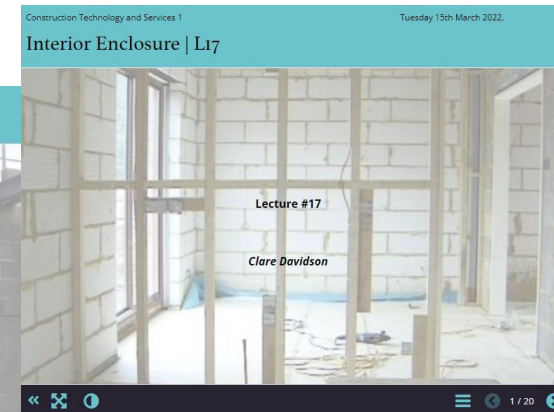 Construction Technology and Services 1
Tuesday 15th March 2022.
Interior Enclosure | L17
Lecture #17
Clare Davidson
1 / 20